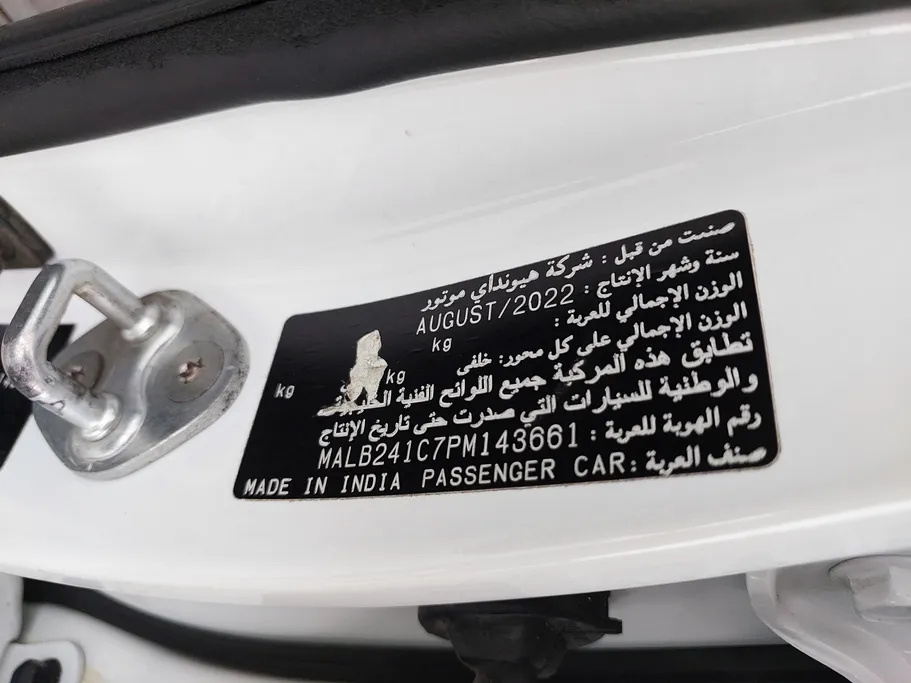 صنعت من قبل : شركة هيونداي موتور
سنة وشهر الإنتاج : AUGUST/2022
الوزن الإجمالي للعربة : kg
الوزن الإجمالي على كل محور: خلفي kg kg
تطابق هذه المركبة جميع اللوائح الفنية
والوطنية للسيارات التي صدرت حتى تاريخ الإنتاج
رقم الهوية للعربة : MALB241C7PM143661
صنف العربة : PASSENGER CAR MADE IN INDIA